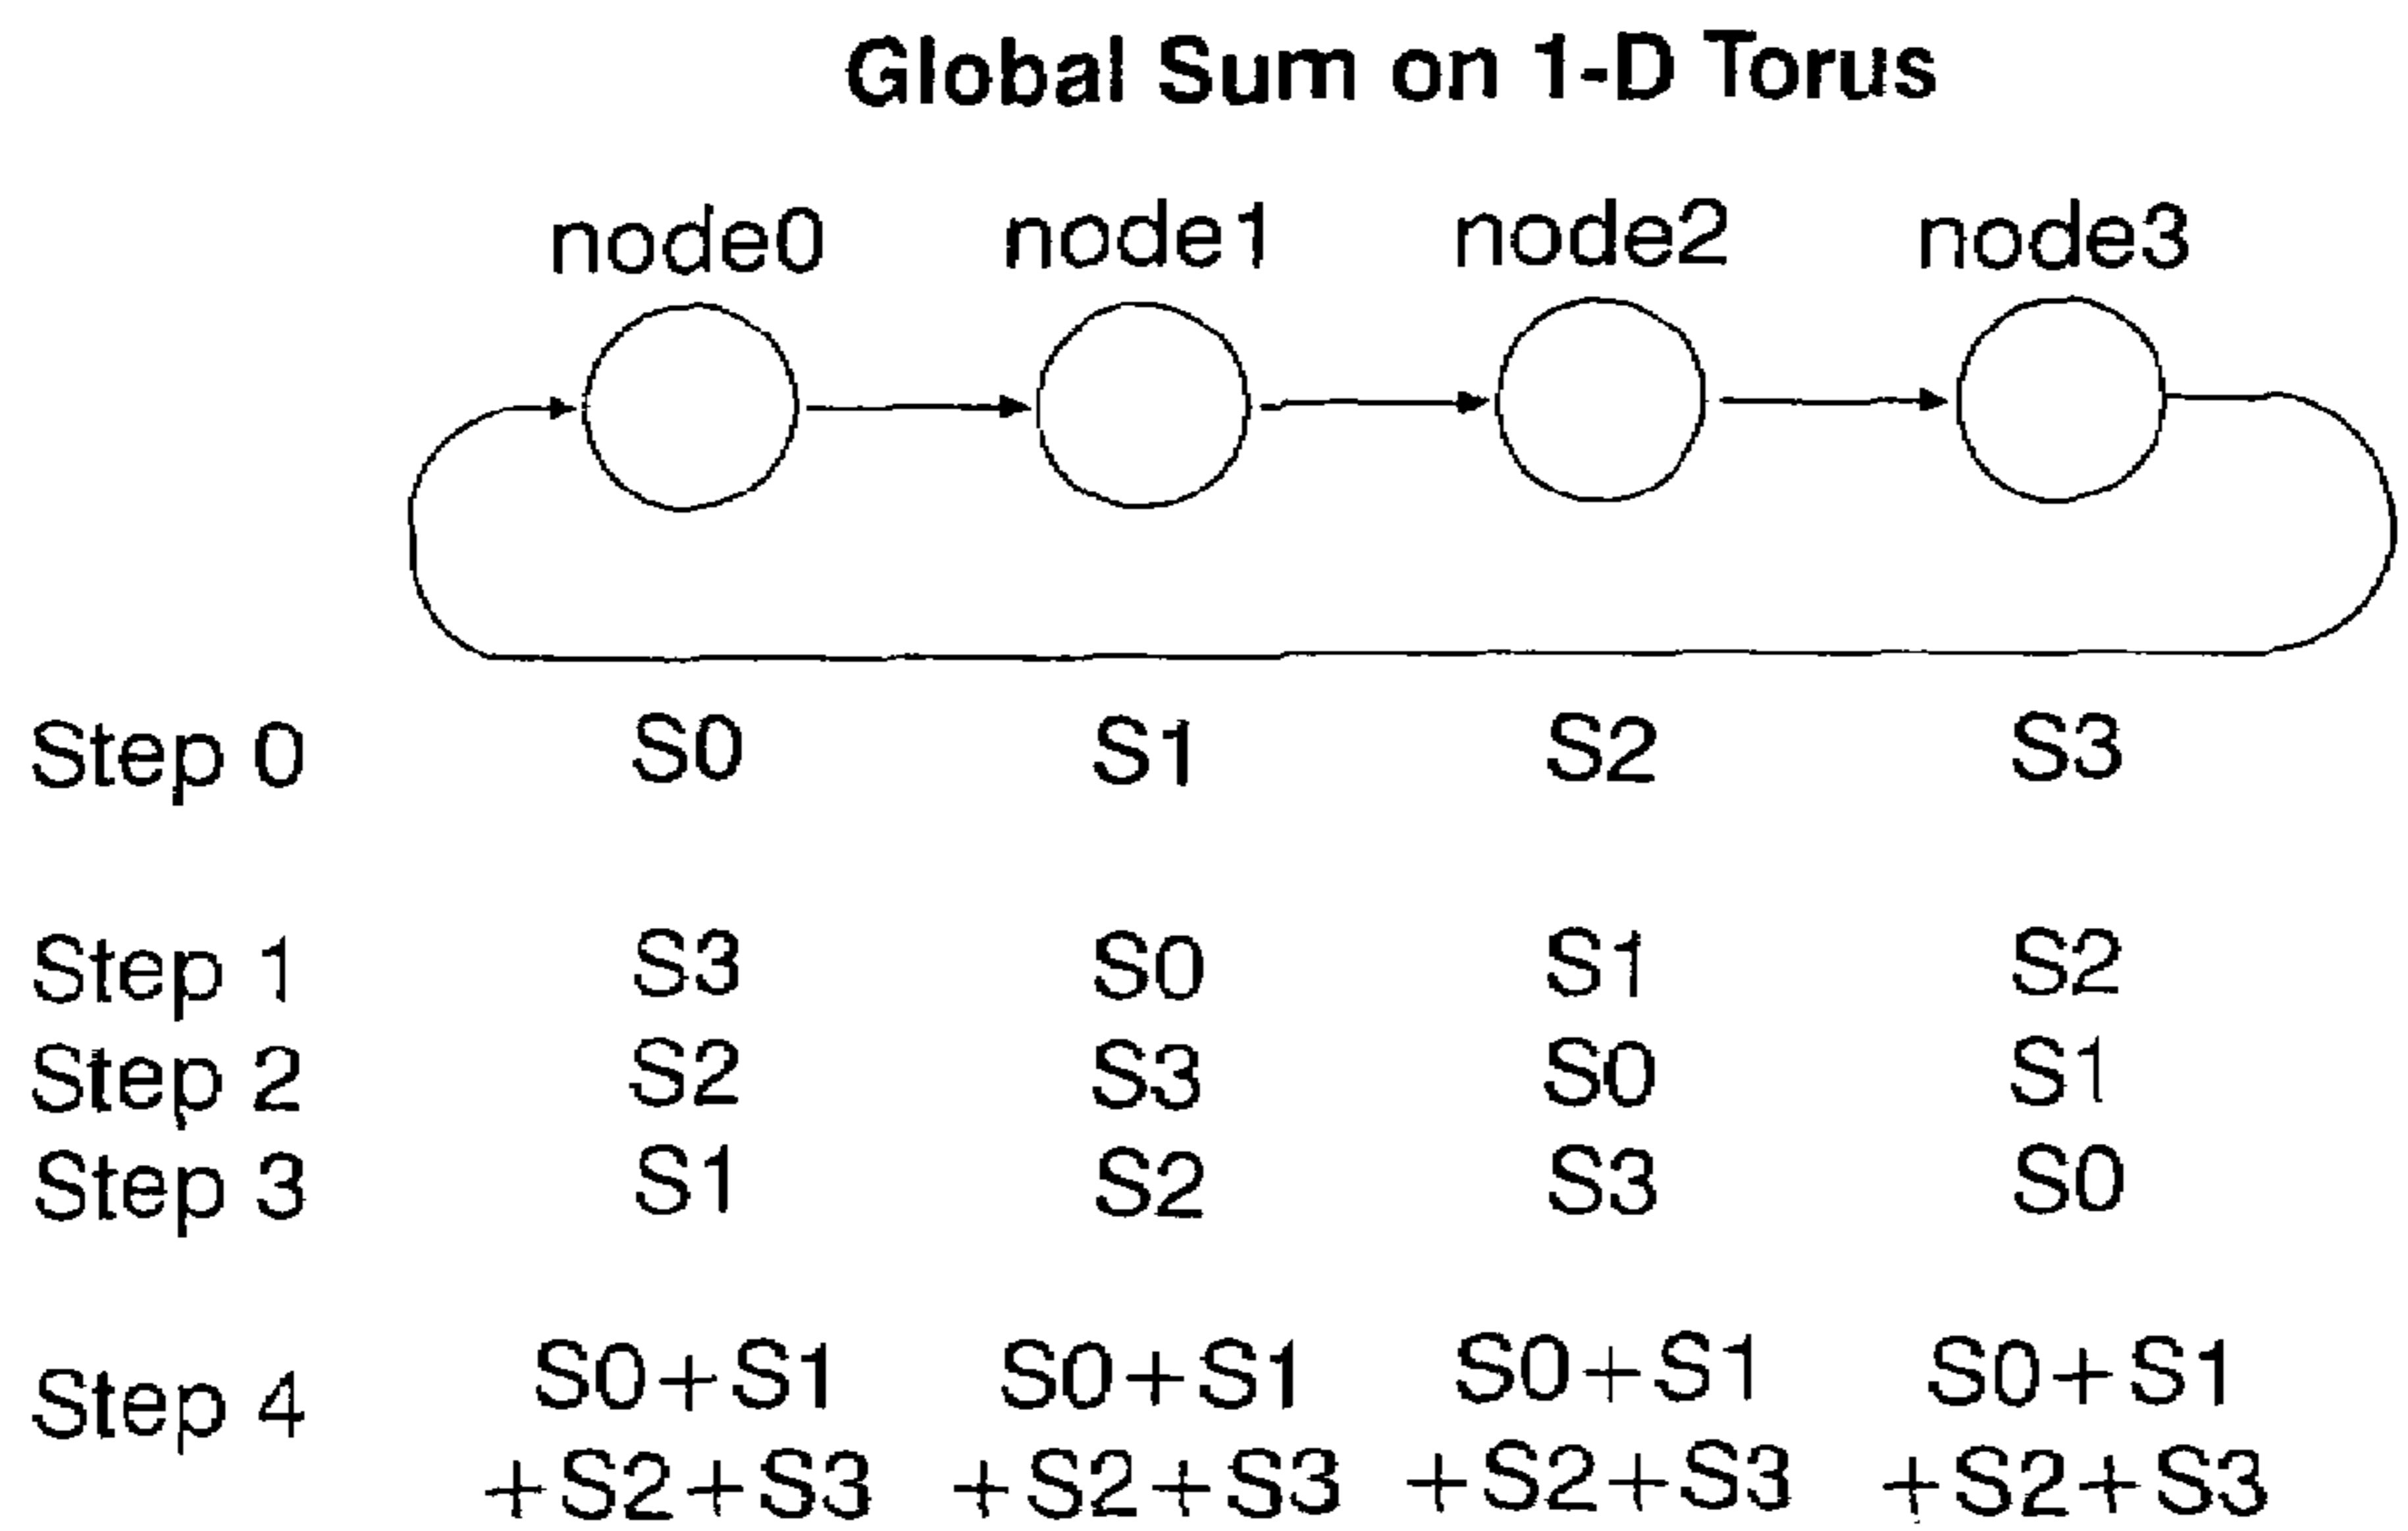 Global Sum on 1-D Torus
node0 node1 node2 node3
Step 0 S0 S1 S2 S3
Step 1 S3 S0 S1 S2
Step 2 S2 S3 S0 S1
Step 3 S1 S2 S3 S0
Step 4 S0+S1 S0+S1 S0+S1 S0+S1
+S2+S3 +S2+S3 +S2+S3 +S2+S3